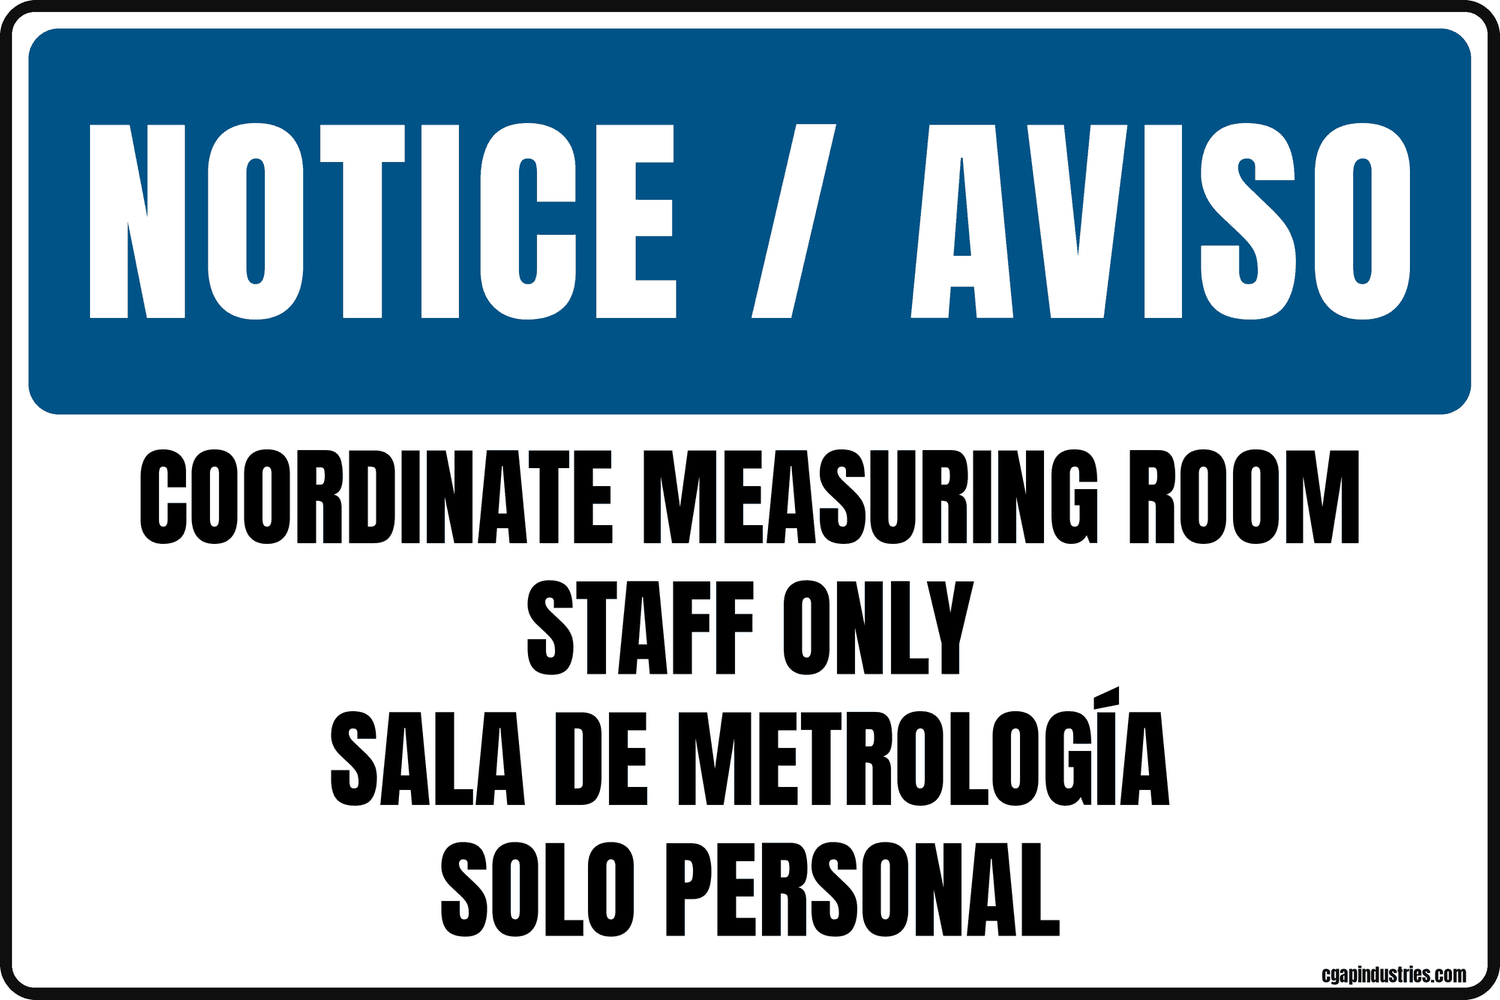 NOTICE / AVISO
COORDINATE MEASURING ROOM
STAFF ONLY
SALA DE METROLOGÍA
SOLO PERSONAL
cgapindustries.com